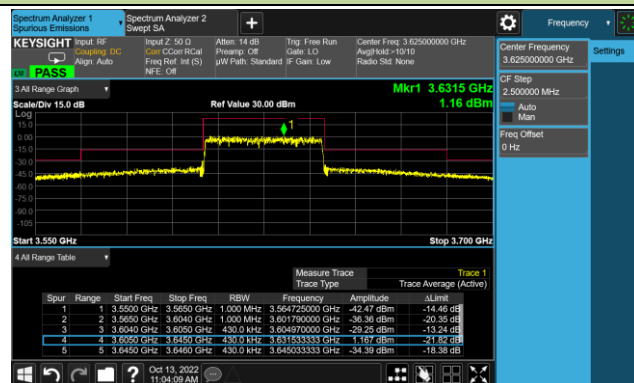 Spectrum Analyzer 1
Spurious Emissions
Spectrum Analyzer 2
Swept SA
Frequency
KEYSIGHT
Input: RF
Coupling: DC
Align: Auto
Input Z: 50 Ω
Corr CCorr RCal
Freq Ref: Int (S)
NFE: Off
Atten: 14 dB
Preamp: Off
µW Path: Standard
Trig: Free Run
Gate: LO
IF Gain: Low
Center Freq: 3.625000000 GHz
Avg|Hold:>10/10
Radio Std: None
PASS
Center Frequency
3.625000000 GHz
Settings
CF Step
2.500000 MHz
Auto
Man
Freq Offset
0 Hz
3 All Range Graph
Mkr1 3.6315 GHz
Scale/Div 15.0 dB
Ref Value 30.00 dBm
1.16 dBm
Log
15.0
0.00
-15.0
-30.0
-45.0
-60.0
-75.0
-90.0
-105
1
Start 3.550 GHz
Stop 3.700 GHz
4 All Range Table
Measure Trace Trace 1
Trace Type Trace Average (Active)
Spur Range Start Freq Stop Freq RBW Frequency Amplitude ΔLimit
1 1 3.5500 GHz 3.5650 GHz 1.000 MHz 3.564725000 GHz -42.47 dBm -14.46 dB
2 2 3.5650 GHz 3.6040 GHz 1.000 MHz 3.601790000 GHz -36.36 dBm -20.35 dB
3 3 3.6040 GHz 3.6050 GHz 430.0 kHz 3.604970000 GHz -29.25 dBm -13.24 dB
4 4 3.6050 GHz 3.6450 GHz 430.0 kHz 3.631533333 GHz 1.167 dBm -21.82 dB
5 5 3.6450 GHz 3.6460 GHz 430.0 kHz 3.645033333 GHz -34.39 dBm -18.38 dB
Oct 13, 2022
11:04:09 AM